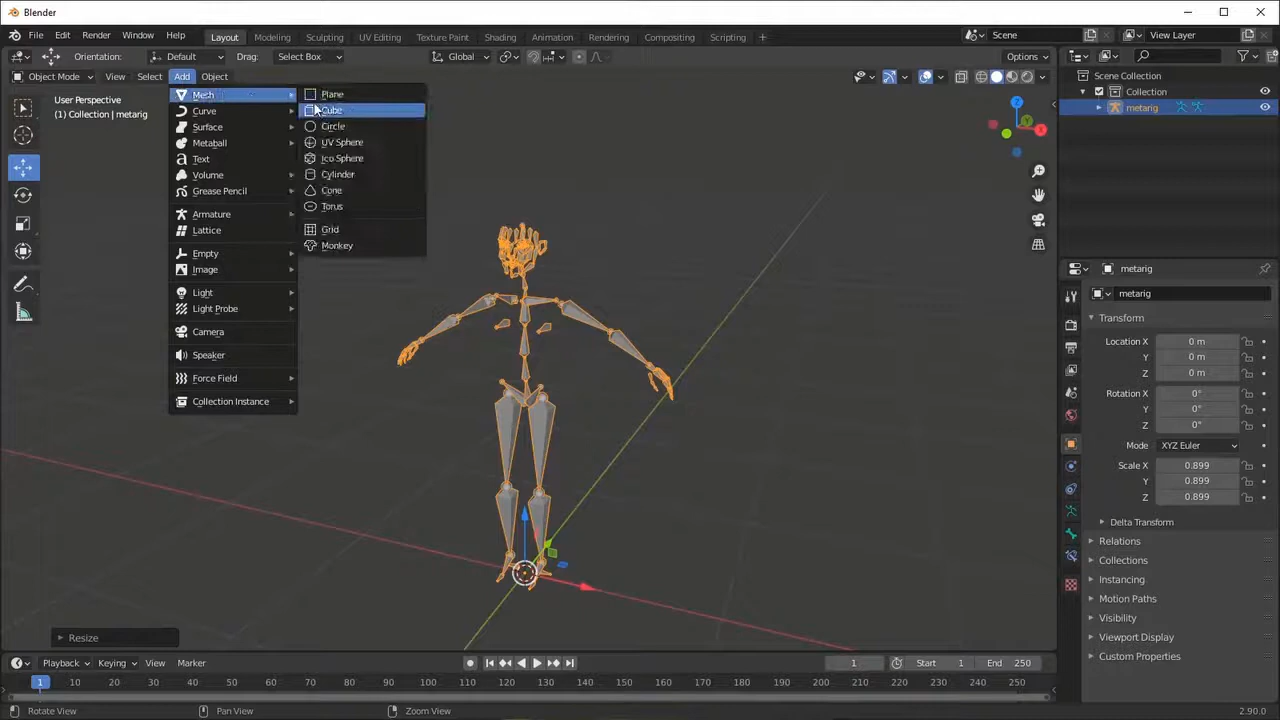 Blender
File Edit Render Window Help Layout Modeling Sculpting UV Editing Texture Paint Shading Animation Rendering Compositing Scripting + Scene View Layer
Orientation: Default Drag: Select Box Global Options
Object Mode View Select Add Object
User Perspective
(1) Collection | metarig
Mesh
Curve
Surface
Metaball
Text
Volume
Grease Pencil
Armature
Lattice
Empty
Image
Light
Light Probe
Camera
Speaker
Force Field
Collection Instance
Plane
Cube
Circle
UV Sphere
Ico Sphere
Cylinder
Cone
Torus
Grid
Monkey
X
Scene Collection
Collection
metarig
metarig
metarig
Transform
Location X 0 m
Y 0 m
Z 0 m
Rotation X 0°
Y 0°
Z 0°
Mode XYZ Euler
Scale X 0.899
Y 0.899
Z 0.899
Delta Transform
Relations
Collections
Instancing
Motion Paths
Visibility
Viewport Display
Custom Properties
Resize
Playback Keying View Marker 1 Start 1 End 250
1 10 20 30 40 50 60 70 80 90 100 110 120 130 140 150 160 170 180 190 200 210 220 230 240 250
Rotate View Pan View Zoom View 2.90.0